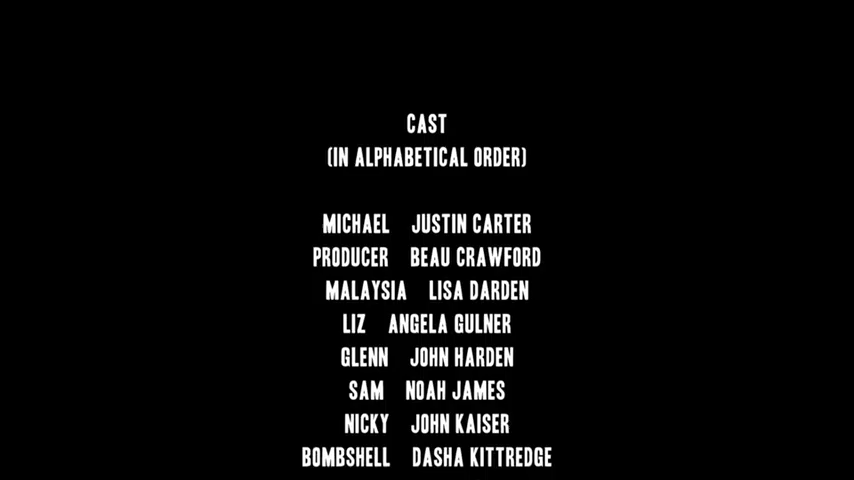 CAST
(IN ALPHABETICAL ORDER)
MICHAEL JUSTIN CARTER
PRODUCER BEAU CRAWFORD
MALAYSIA LISA DARDEN
LIZ ANGELA GULNER
GLENN JOHN HARDEN
SAM NOAH JAMES
NICKY JOHN KAISER
BOMBSHELL DASHA KITTREDGE